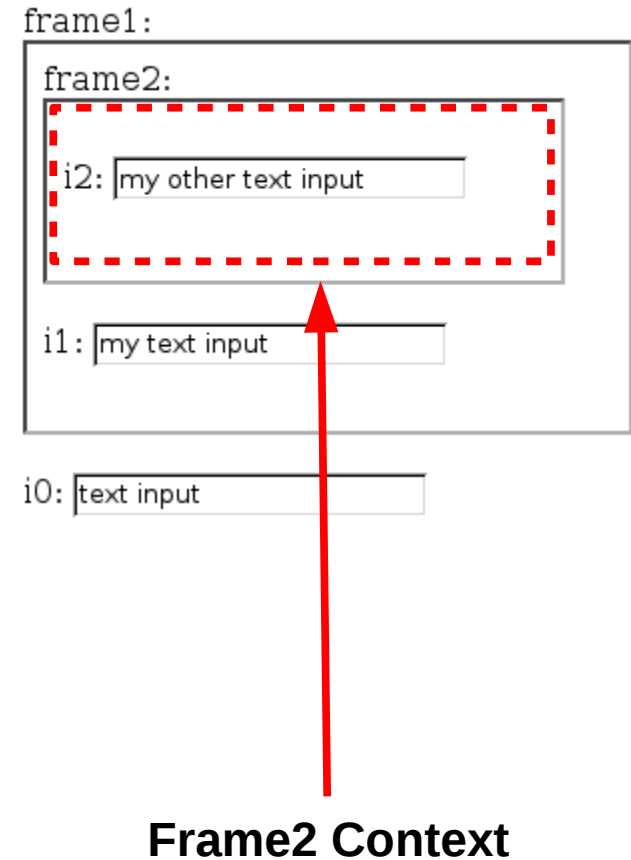 frame1:
frame2:
i2: my other text input
i1: my text input
i0: text input
Frame2 Context